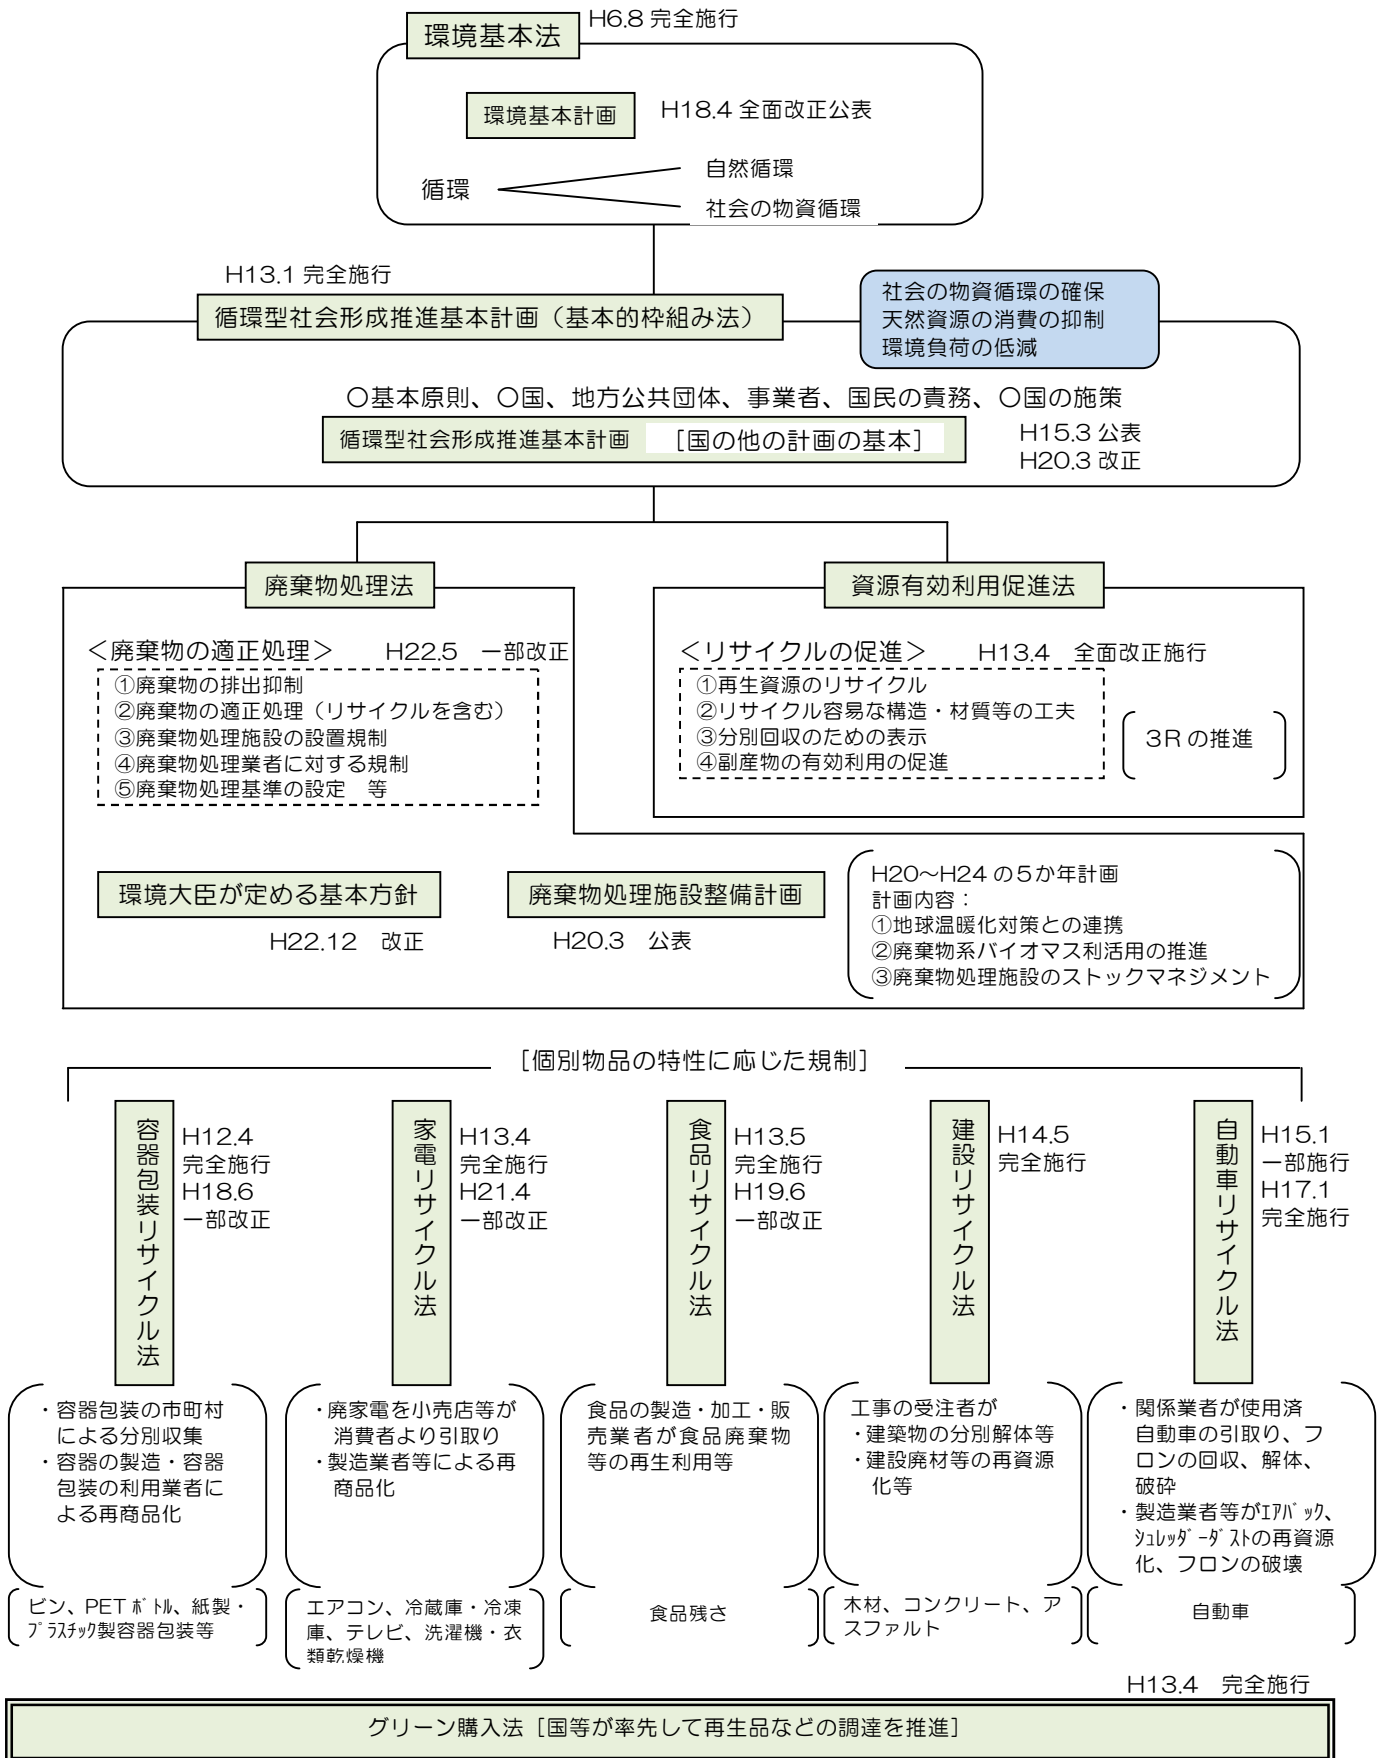 環境基本法
H6.8 完全施行
環境基本計画
H18.4 全面改正公表
循環
自然循環
社会の物資循環
H13.1 完全施行
循環型社会形成推進基本計画（基本的枠組み法）
社会の物資循環の確保
天然資源の消費の抑制
環境負荷の低減
〇基本原則、〇国、地方公共団体、事業者、国民の責務、〇国の施策
循環型社会形成推進基本計画 ［国の他の計画の基本］
H15.3 公表
H20.3 改正
廃棄物処理法
＜廃棄物の適正処理＞ H22.5 一部改正
①廃棄物の排出抑制
②廃棄物の適正処理（リサイクルを含む）
③廃棄物処理施設の設置規制
④廃棄物処理業者に対する規制
⑤廃棄物処理基準の設定 等
資源有効利用促進法
＜リサイクルの促進＞ H13.4 全面改正施行
①再生資源のリサイクル
②リサイクル容易な構造・材質等の工夫
③分別回収のための表示
④副産物の有効利用の促進
3Rの推進
環境大臣が定める基本方針
H22.12 改正
廃棄物処理施設整備計画
H20.3 公表
H20～H24の5か年計画
計画内容：
①地球温暖化対策との連携
②廃棄物系バイオマス利活用の推進
③廃棄物処理施設のストックマネジメント
［個別物品の特性に応じた規制］
容器包装リサイクル法
H12.4
完全施行
H18.6
一部改正
家電リサイクル法
H13.4
完全施行
H21.4
一部改正
食品リサイクル法
H13.5
完全施行
H19.6
一部改正
建設リサイクル法
H14.5
完全施行
自動車リサイクル法
H15.1
一部施行
H17.1
完全施行
・容器包装の市町村
による分別収集
・容器の製造・容器
包装の利用業者に
よる再商品化
・廃家電を小売店等が
消費者より引取り
・製造業者等による再
商品化
食品の製造・加工・販
売業者が食品廃棄物
等の再生利用等
工事の受注者が
・建築物の分別解体等
・建設廃材等の再資源
化等
・関係業者が使用済
自動車の引取り、フ
ロンの回収、解体、
破砕
・製造業者等がｴｱﾊﾞｯｸ、
ｼｭﾚｯﾀﾞｰﾀﾞｽﾄの再資源
化、フロンの破壊
ビン、PETﾎﾞﾄﾙ、紙製・
ﾌﾟﾗｽﾁｯｸ製容器包装等
エアコン、冷蔵庫・冷凍
庫、テレビ、洗濯機・衣
類乾燥機
食品残さ
木材、コンクリート、ア
スファルト
自動車
H13.4 完全施行
グリーン購入法［国等が率先して再生品などの調達を推進］